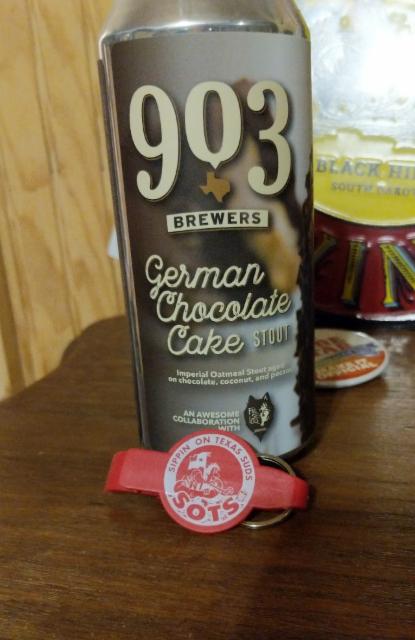 903
BREWERS
German
Chocolate
Cake STOUT
Imperial Oatmeal Stout aged
on chocolate, coconut, and pecans
AN AWESOME
COLLABORATION
WITH
SIPPIN ON TEXAS SUDS
S.O.T.S
BLACK HI
SOUTH DAKO